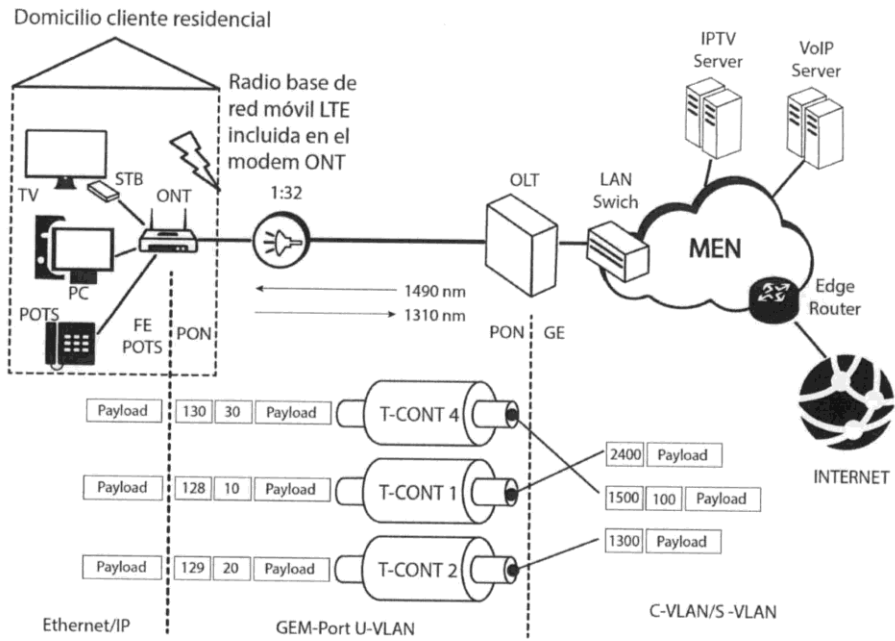 Domicilio cliente residencial
Radio base de
red móvil LTE
incluida en el
modem ONT
IPTV
Server
VoIP
Server
TV
STB
ONT
1:32
OLT
LAN
Swich
MEN
PC
POTS
FE
POTS
PON
1490 nm
1310 nm
PON
GE
Edge
Router
INTERNET
Payload
130
30
Payload
T-CONT 4
2400
Payload
Payload
128
10
Payload
T-CONT 1
1500
100
Payload
1300
Payload
Payload
129
20
Payload
T-CONT 2
Ethernet/IP
GEM-Port U-VLAN
C-VLAN/S -VLAN